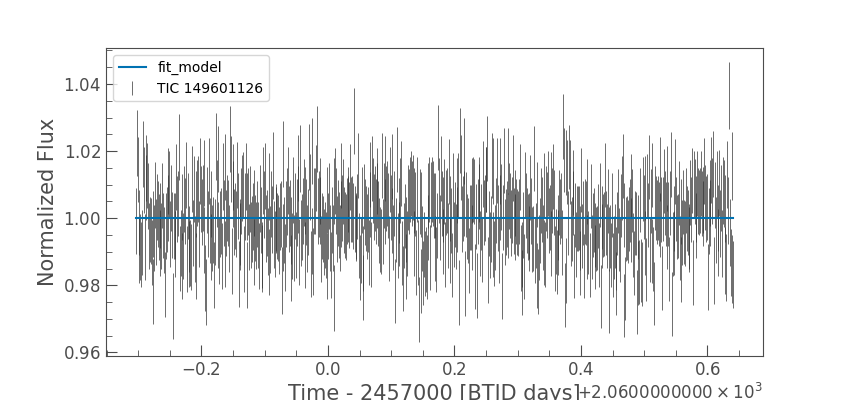 fit_model
TIC 149601126
Normalized Flux
1.04
1.02
1.00
0.98
0.96
−0.2
0.0
0.2
0.4
0.6
Time - 2457000 [BTJD days]
+2.0600000000 × 10³